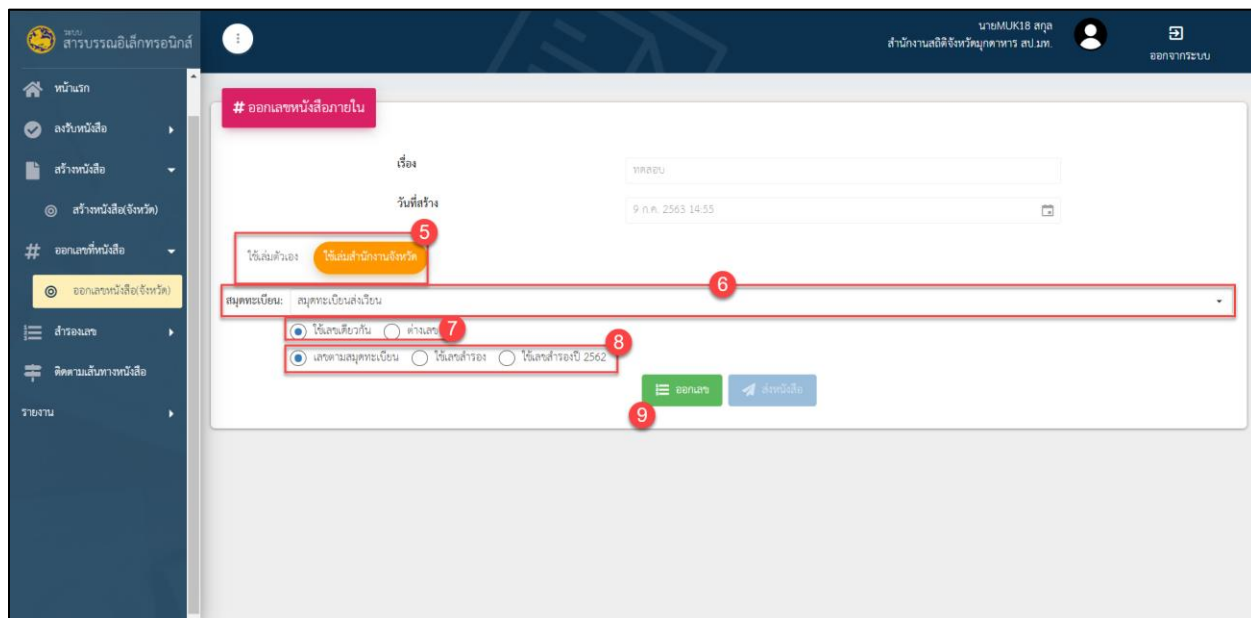 ระบบ
สารบรรณอิเล็กทรอนิกส์
นายMUK18 สกุล
สำนักงานสถิติจังหวัดมุกดาหาร สป.มท.
ออกจากระบบ
หน้าแรก
ลงรับหนังสือ
สร้างหนังสือ
สร้างหนังสือ(จังหวัด)
# ออกเลขที่หนังสือ
ออกเลขหนังสือ(จังหวัด)
สำรองเลข
ติดตามเส้นทางหนังสือ
รายงาน
# ออกเลขหนังสือภายใน
เรื่อง
ทดสอบ
วันที่สร้าง
9 ก.ค. 2563 14:55
5
ใช้เล่มตัวเอง ใช้เล่มสำนักงานจังหวัด
6
สมุดทะเบียน: สมุดทะเบียนส่งเวียน
ใช้เลขเดียวกัน ต่างเลข 7
8
เลขตามสมุดทะเบียน ใช้เลขสำรอง ใช้เลขสำรองปี 2562
ออกเลข ส่งหนังสือ
9